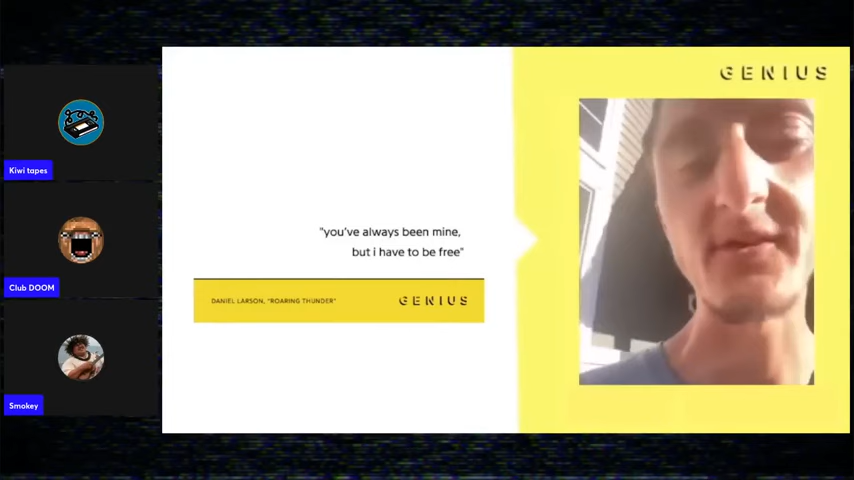 GENIUS
Kiwi tapes
"you've always been mine,
but i have to be free"
Club DOOM
DANIEL LARSON, "ROARING THUNDER"
GENIUS
Smokey